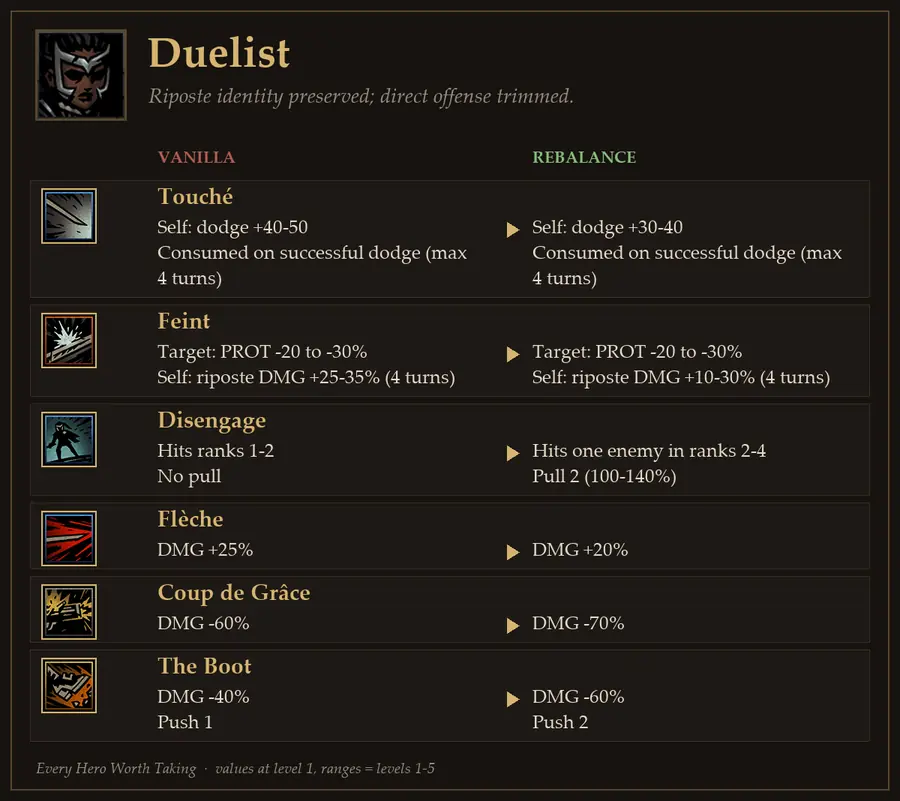 Duelist
Riposte identity preserved; direct offense trimmed.
VANILLA
REBALANCE
Touché
Self: dodge +40-50
Consumed on successful dodge (max
4 turns)
Self: dodge +30-40
Consumed on successful dodge (max
4 turns)
Feint
Target: PROT -20 to -30%
Self: riposte DMG +25-35% (4 turns)
Target: PROT -20 to -30%
Self: riposte DMG +10-30% (4 turns)
Disengage
Hits ranks 1-2
No pull
Hits one enemy in ranks 2-4
Pull 2 (100-140%)
Flèche
DMG +25%
DMG +20%
Coup de Grâce
DMG -60%
DMG -70%
The Boot
DMG -40%
Push 1
DMG -60%
Push 2
Every Hero Worth Taking · values at level 1, ranges = levels 1-5